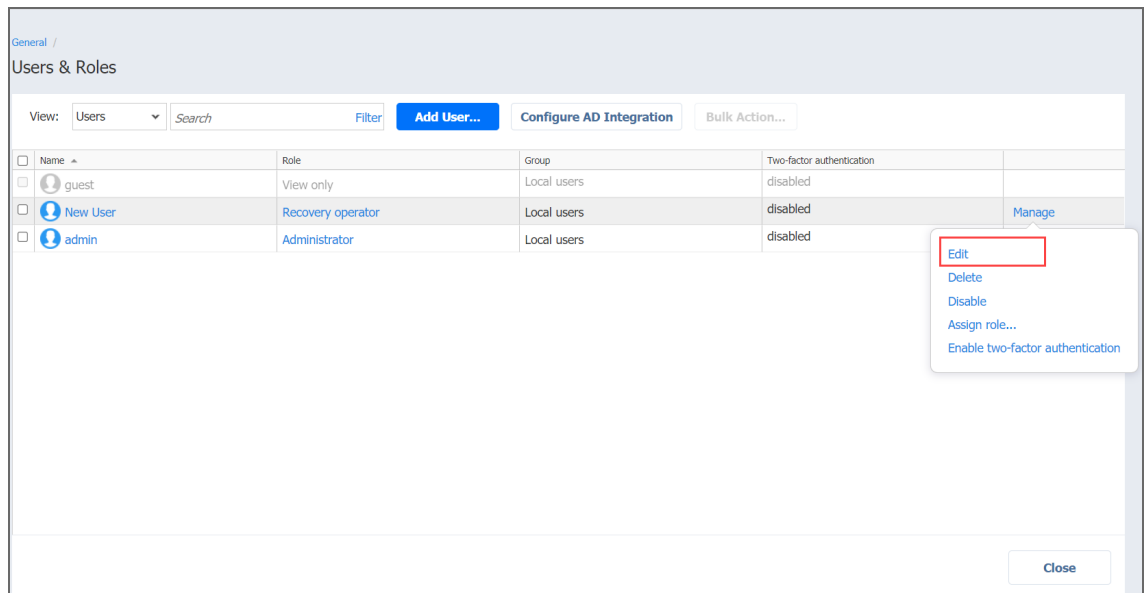 General /
Users & Roles
View: Users Search Filter Add User... Configure AD Integration Bulk Action...
Name Role Group Two-factor authentication
guest View only Local users disabled
New User Recovery operator Local users disabled Manage
admin Administrator Local users disabled
Edit
Delete
Disable
Assign role...
Enable two-factor authentication
Close